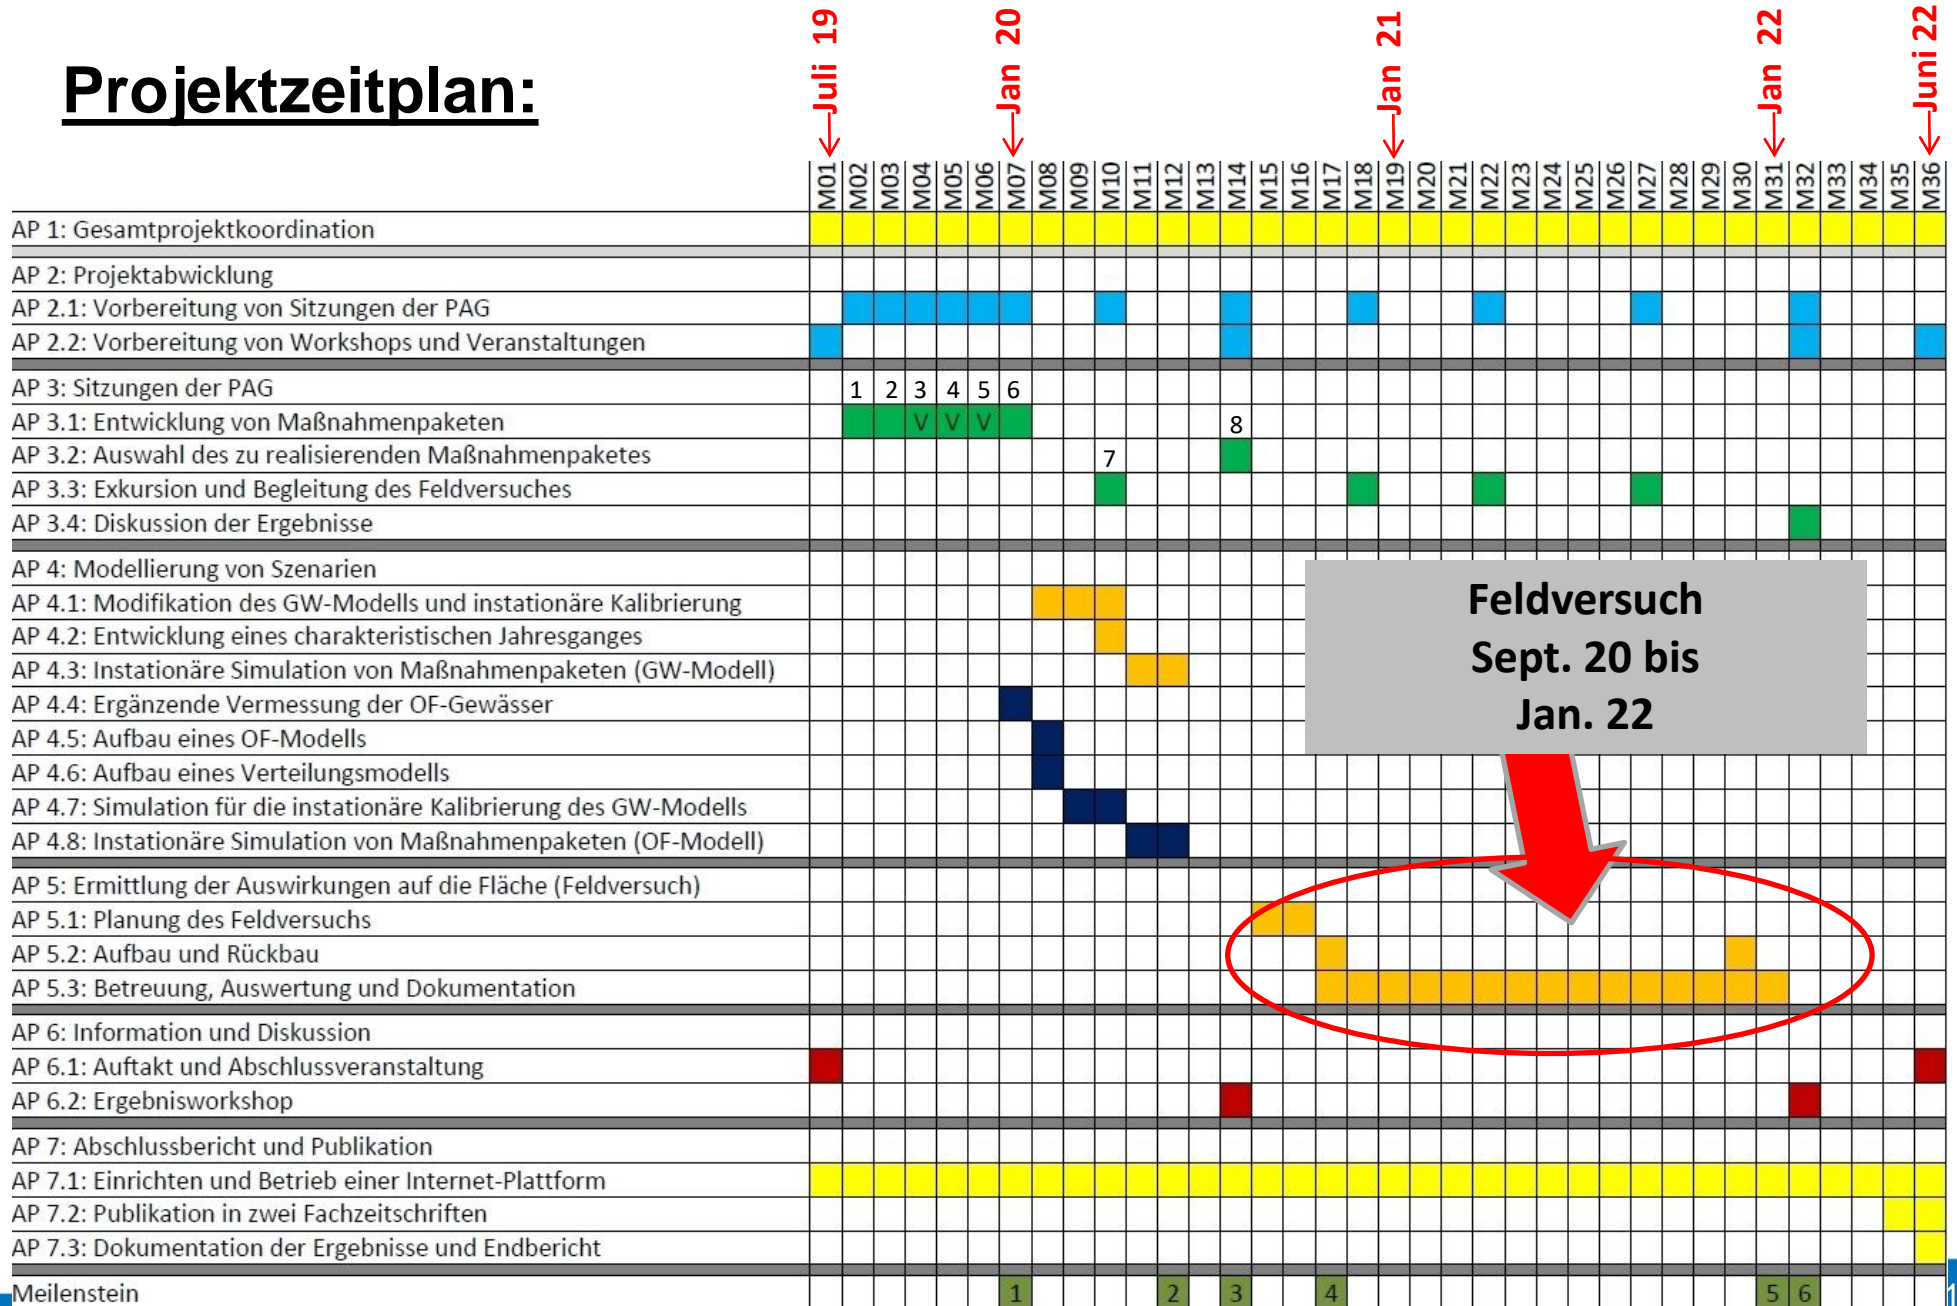 Juli 19
Jan 20
Jan 21
Jan 22
Juni 22
Projektzeitplan:
M01 M02 M03 M04 M05 M06 M07 M08 M09 M10 M11 M12 M13 M14 M15 M16 M17 M18 M19 M20 M21 M22 M23 M24 M25 M26 M27 M28 M29 M30 M31 M32 M33 M34 M35 M36
AP 1: Gesamtprojektkoordination
AP 2: Projektabwicklung
AP 2.1: Vorbereitung von Sitzungen der PAG
AP 2.2: Vorbereitung von Workshops und Veranstaltungen
AP 3: Sitzungen der PAG 1 2 3 4 5 6
AP 3.1: Entwicklung von Maßnahmenpaketen V V V 8
AP 3.2: Auswahl des zu realisierenden Maßnahmenpaketes 7
AP 3.3: Exkursion und Begleitung des Feldversuches
AP 3.4: Diskussion der Ergebnisse
AP 4: Modellierung von Szenarien
AP 4.1: Modifikation des GW-Modells und instationäre Kalibrierung
AP 4.2: Entwicklung eines charakteristischen Jahresganges
AP 4.3: Instationäre Simulation von Maßnahmenpaketen (GW-Modell)
AP 4.4: Ergänzende Vermessung der OF-Gewässer
AP 4.5: Aufbau eines OF-Modells
AP 4.6: Aufbau eines Verteilungsmodells
AP 4.7: Simulation für die instationäre Kalibrierung des GW-Modells
AP 4.8: Instationäre Simulation von Maßnahmenpaketen (OF-Modell)
Feldversuch
Sept. 20 bis
Jan. 22
AP 5: Ermittlung der Auswirkungen auf die Fläche (Feldversuch)
AP 5.1: Planung des Feldversuchs
AP 5.2: Aufbau und Rückbau
AP 5.3: Betreuung, Auswertung und Dokumentation
AP 6: Information und Diskussion
AP 6.1: Auftakt und Abschlussveranstaltung
AP 6.2: Ergebnisworkshop
AP 7: Abschlussbericht und Publikation
AP 7.1: Einrichten und Betrieb einer Internet-Plattform
AP 7.2: Publikation in zwei Fachzeitschriften
AP 7.3: Dokumentation der Ergebnisse und Endbericht
Meilenstein 1 2 3 4 5 6